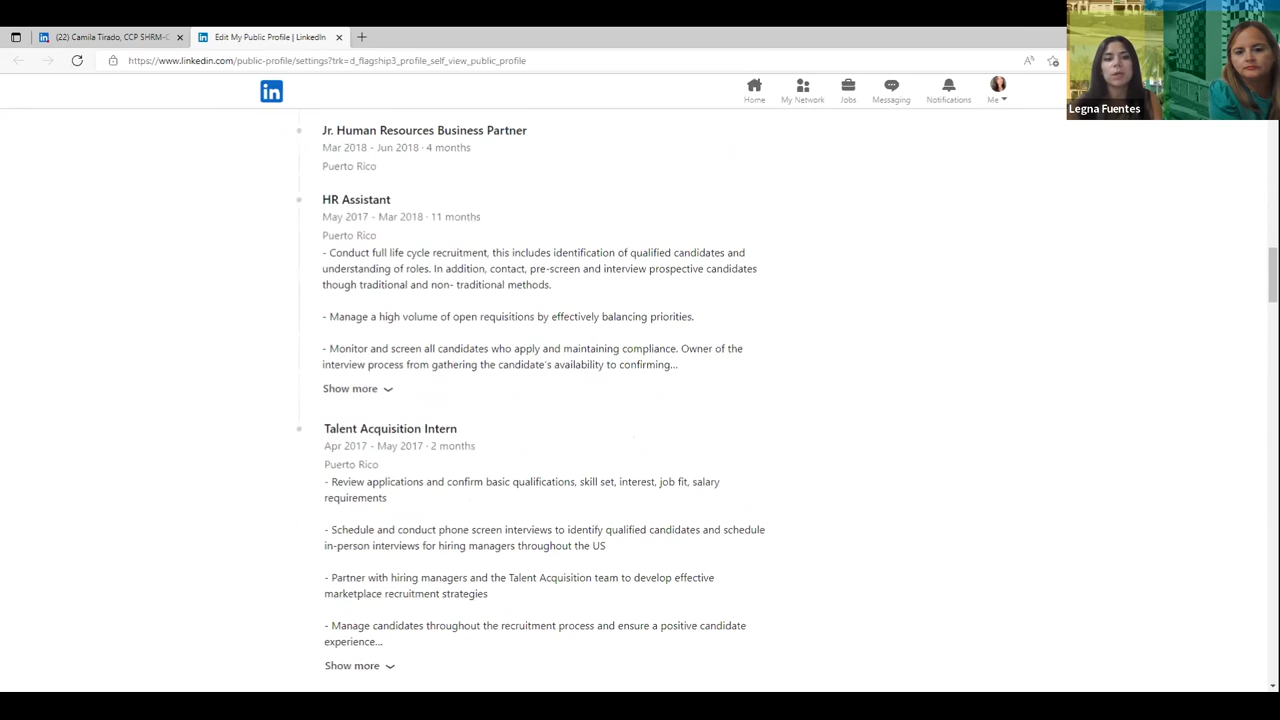 (22) Camila Tirado, CCP SHRM-C
Edit My Public Profile | LinkedIn
https://www.linkedin.com/public-profile/settings?trk=d_flagship3_profile_self_view_public_profile
in
Home
My Network
Jobs
Messaging
Notifications
Me
Legna Fuentes
Jr. Human Resources Business Partner
Mar 2018 - Jun 2018 · 4 months
Puerto Rico
HR Assistant
May 2017 - Mar 2018 · 11 months
Puerto Rico
- Conduct full life cycle recruitment, this includes identification of qualified candidates and
understanding of roles. In addition, contact, pre-screen and interview prospective candidates
though traditional and non- traditional methods.
- Manage a high volume of open requisitions by effectively balancing priorities.
- Monitor and screen all candidates who apply and maintaining compliance. Owner of the
interview process from gathering the candidate's availability to confirming...
Show more
Talent Acquisition Intern
Apr 2017 - May 2017 · 2 months
Puerto Rico
- Review applications and confirm basic qualifications, skill set, interest, job fit, salary
requirements
- Schedule and conduct phone screen interviews to identify qualified candidates and schedule
in-person interviews for hiring managers throughout the US
- Partner with hiring managers and the Talent Acquisition team to develop effective
marketplace recruitment strategies
- Manage candidates throughout the recruitment process and ensure a positive candidate
experience...
Show more